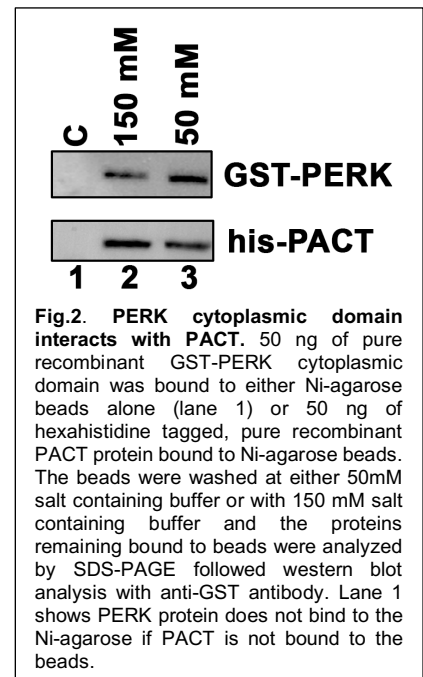 C
150 mM
50 mM
GST-PERK
his-PACT
1 2 3
Fig.2. PERK cytoplasmic domain
interacts with PACT. 50 ng of pure
recombinant GST-PERK cytoplasmic
domain was bound to either Ni-agarose
beads alone (lane 1) or 50 ng of
hexahistidine tagged, pure recombinant
PACT protein bound to Ni-agarose beads.
The beads were washed at either 50mM
salt containing buffer or with 150 mM salt
containing buffer and the proteins
remaining bound to beads were analyzed
by SDS-PAGE followed western blot
analysis with anti-GST antibody. Lane 1
shows PERK protein does not bind to the
Ni-agarose if PACT is not bound to the
beads.